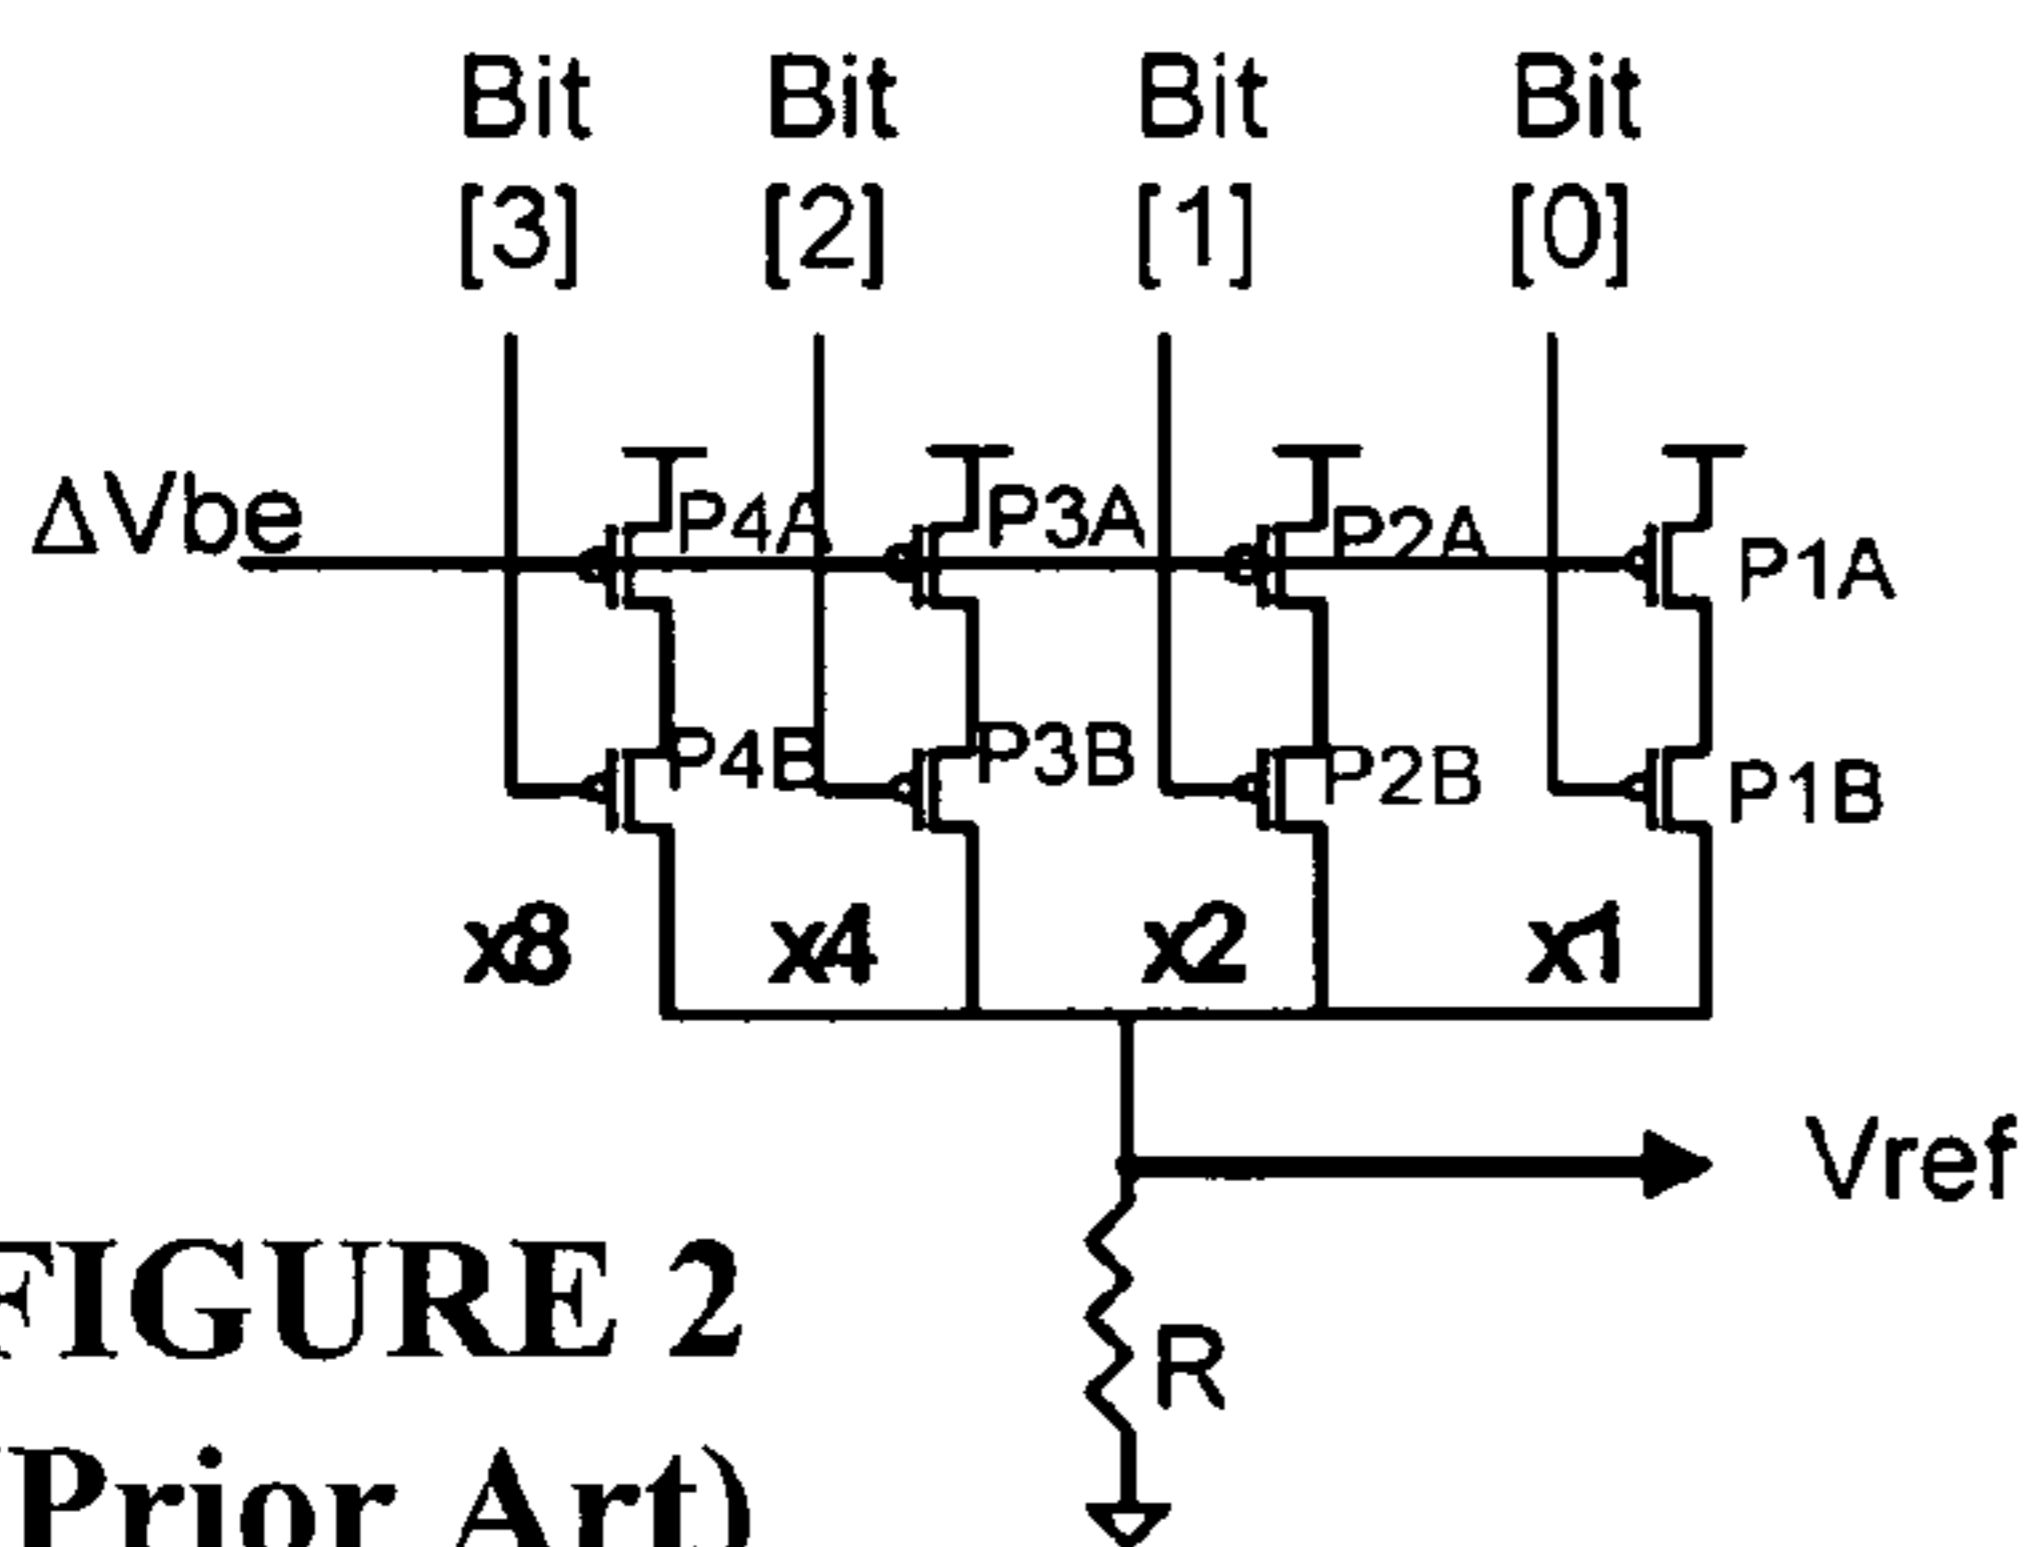 Bit Bit Bit Bit
[3] [2] [1] [0]
ΔVbe
P4A P3A P2A P1A
P4B P3B P2B P1B
x8 x4 x2 x1
Vref
R
FIGURE 2
(Prior Art)